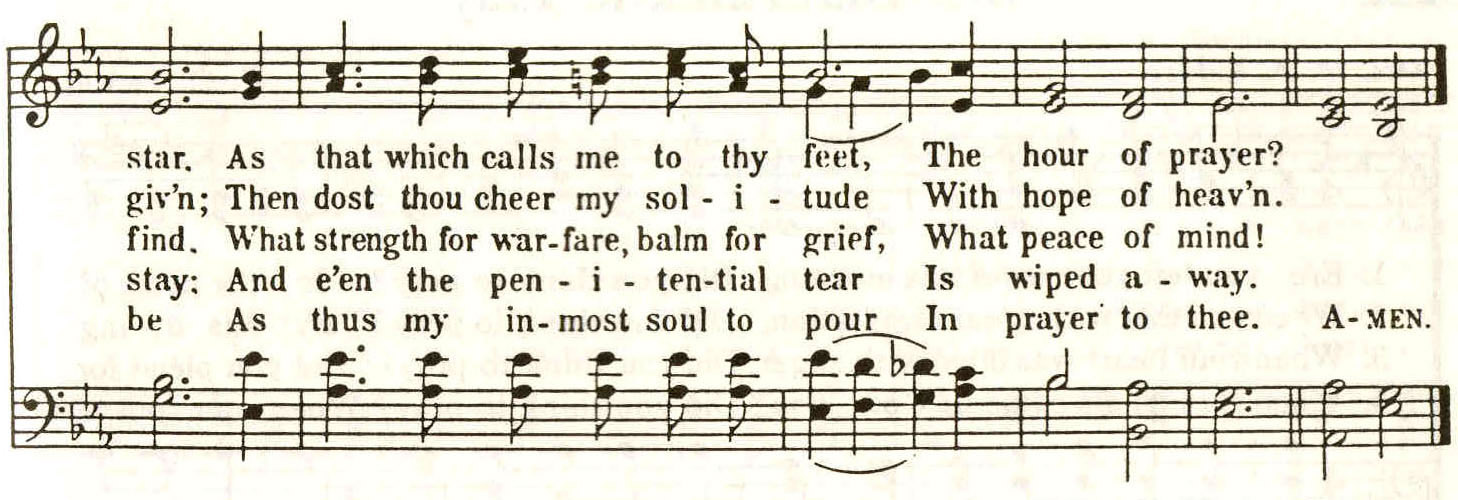 star. As that which calls me to thy feet, The hour of prayer?
giv'n; Then dost thou cheer my sol - i - tude With hope of heav'n.
find. What strength for war-fare, balm for grief, What peace of mind!
stay: And e'en the pen - i - ten-tial tear Is wiped a - way.
be As thus my in-most soul to pour In prayer to thee. A-MEN.